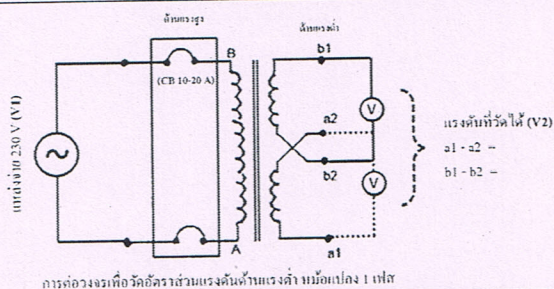 ด้านแรงสูง
ด้านแรงต่ำ
B
b1
(CB 10-20 A)
V
a2
แรงดันที่วัดได้ (V2)
แหล่งจ่าย 230 V (V1)
a1 - a2 =
b2
b1 - b2 =
V
A
a1
การต่อวงจรเพื่อวัดอัตราส่วนแรงดันด้านแรงต่ำ หม้อแปลง 1 เฟส